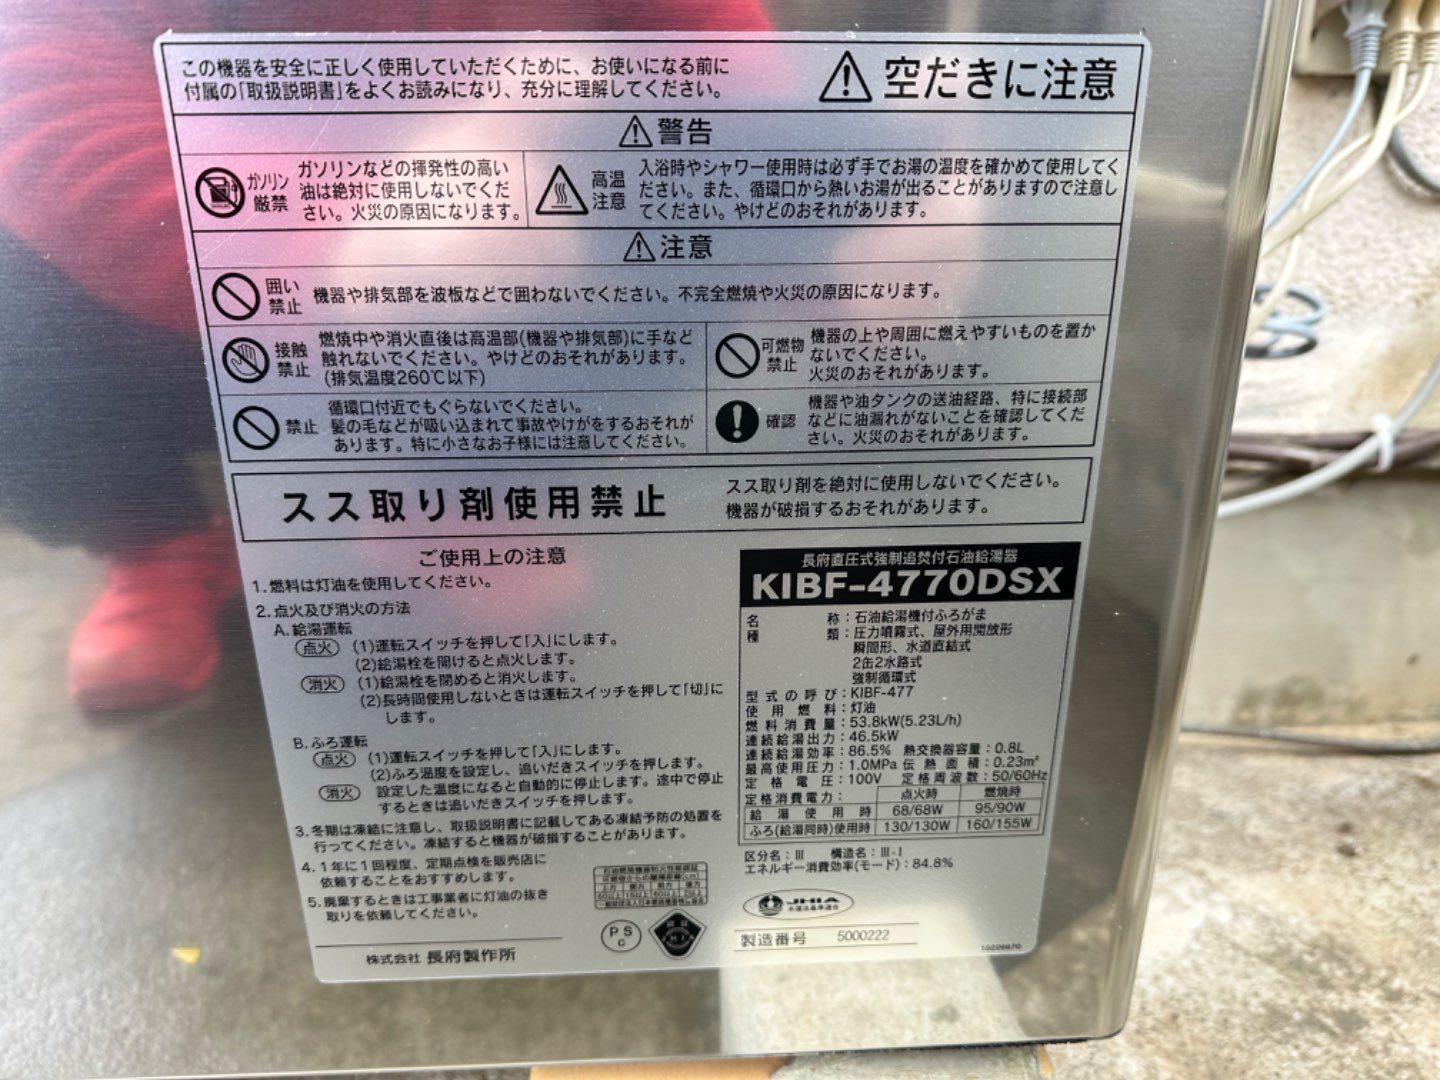 この機器を安全に正しく使用していただくために、お使いになる前に
付属の「取扱説明書」をよくお読みになり、充分に理解してください。
空だきに注意
警告
ガソリン
厳禁
ガソリンなどの揮発性の高い
油は絶対に使用しないでくだ
さい。火災の原因になります。
高温
注意
入浴時やシャワー使用時は必ず手でお湯の温度を確かめて使用してく
ださい。また、循環口から熱いお湯が出ることがありますので注意し
てください。やけどのおそれがあります。
注意
囲い
禁止
機器や排気部を波板などで囲わないでください。不完全燃焼や火災の原因になります。
接触
禁止
燃焼中や消火直後は高温部(機器や排気部)に手など
触れないでください。やけどのおそれがあります。
(排気温度260℃以下)
可燃物
禁止
機器の上や周囲に燃えやすいものを置か
ないでください。
火災のおそれがあります。
禁止
循環口付近でもぐらないでください。
髪の毛などが吸い込まれて事故やけがをするおそれが
あります。特に小さなお子様には注意してください。
確認
機器や油タンクの送油経路、特に接続部
などに油漏れがないことを確認してくだ
さい。火災のおそれがあります。
スス取り剤使用禁止
スス取り剤を絶対に使用しないでください。
機器が破損するおそれがあります。
ご使用上の注意
1.燃料は灯油を使用してください。
2.点火及び消火の方法
A.給湯運転
点火 (1)運転スイッチを押して「入」にします。
(2)給湯栓を開けると点火します。
消火 (1)給湯栓を閉めると消火します。
(2)長時間使用しないときは運転スイッチを押して「切」に
します。
B.ふろ運転
点火 (1)運転スイッチを押して「入」にします。
(2)ふろ温度を設定し、追いだきスイッチを押します。
消火 設定した温度になると自動的に停止します。途中で停止
するときは追いだきスイッチを押します。
3.冬期は凍結に注意し、取扱説明書に記載してある凍結予防の処置を
行ってください。凍結すると機器が破損することがあります。
4.1年に1回程度、定期点検を販売店に
依頼することをおすすめします。
5.廃棄するときは工事業者に灯油の抜き
取りを依頼してください。
株式会社 長府製作所
PS
C
長府直圧式強制追焚付石油給湯器
KIBF-4770DSX
名称:石油給湯機付ふろがま
種類:圧力噴霧式、屋外用開放形
瞬間形、水道直結式
2缶2水路式
強制循環式
型式の呼び:KIBF-477
使用燃料:灯油
燃料消費量:53.8kW(5.23L/h)
連続給湯出力:46.5kW
連続給湯効率:86.5% 熱交換器容量:0.8L
最高使用圧力:1.0MPa 伝熱面積:0.23m²
定格電圧:100V 定格周波数:50/60Hz
定格消費電力: 点火時 燃焼時
給湯使用時 68/68W 95/90W
ふろ(給湯同時)使用時 130/130W 160/155W
区分名:Ⅲ 構造名:Ⅲ-1
エネルギー消費効率(モード):84.8%
JHIA
製造番号 5000222